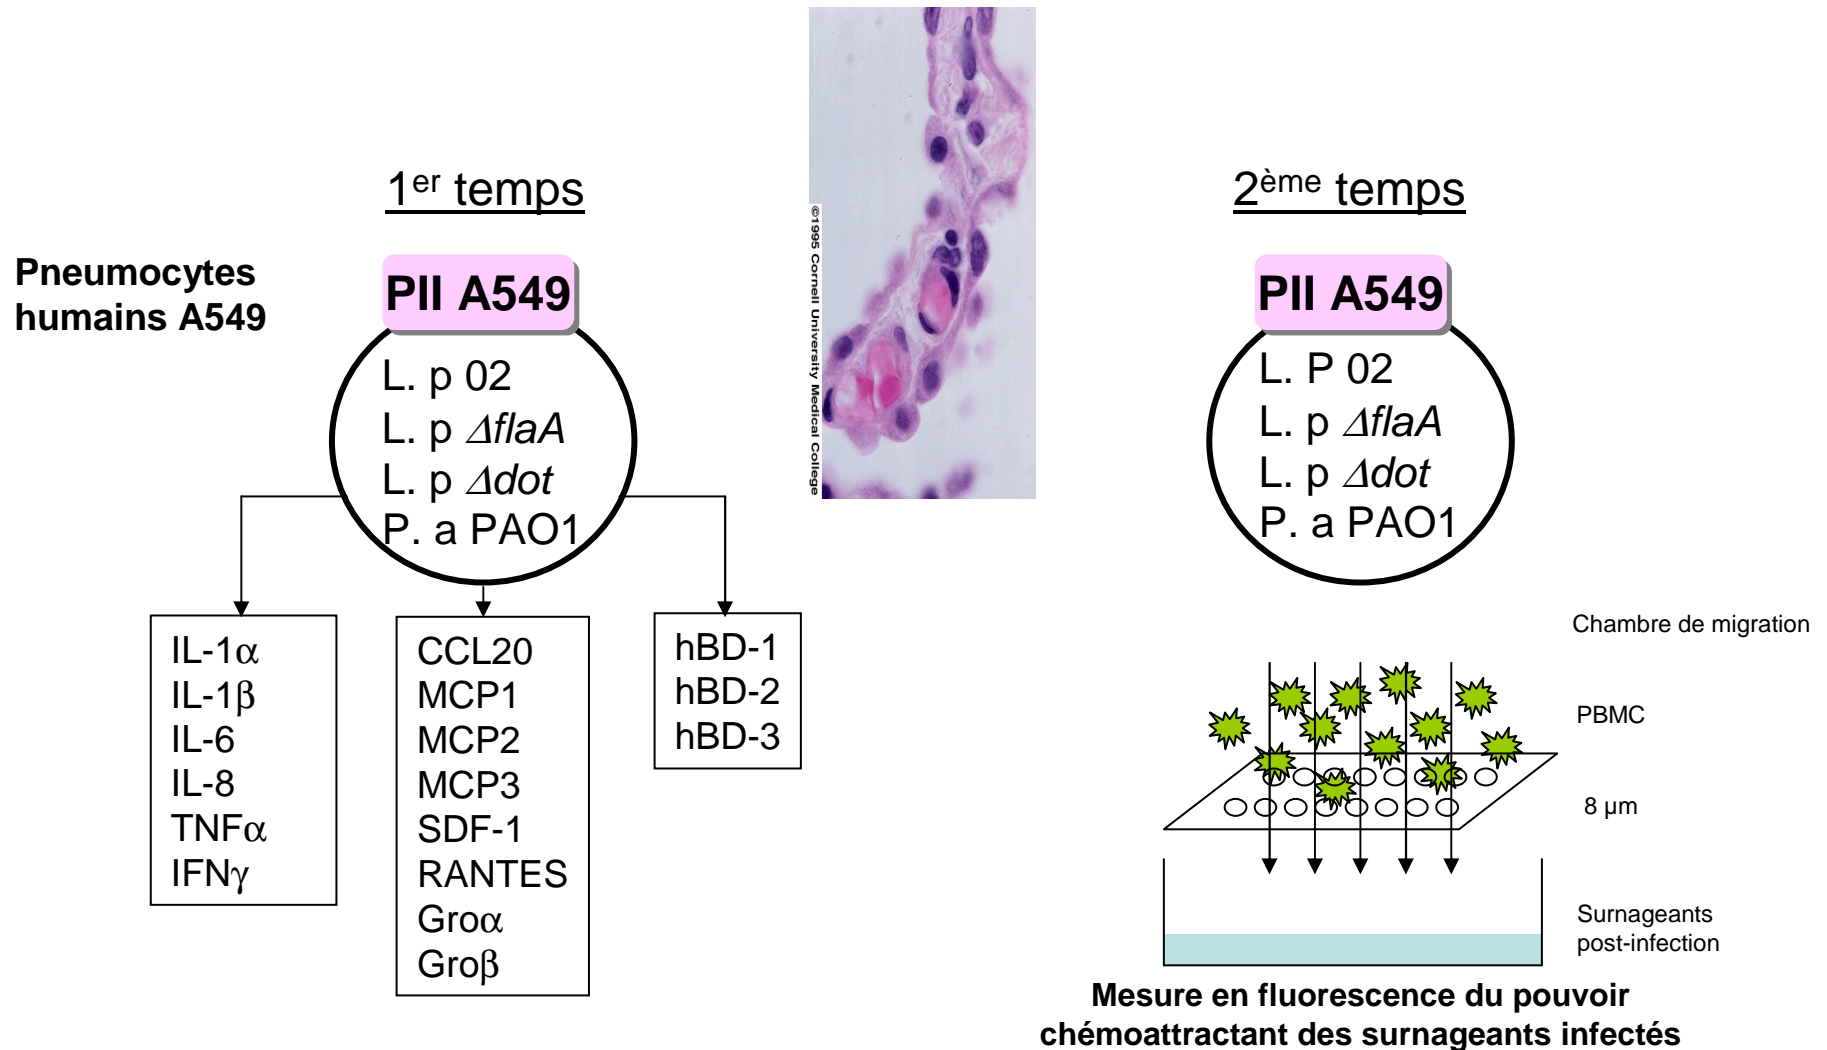 1er temps
Pneumocytes
humains A549
PII A549
L. p 02
L. p ΔflaA
L. p Δdot
P. a PAO1
IL-1α
IL-1β
IL-6
IL-8
TNFα
IFNγ
CCL20
MCP1
MCP2
MCP3
SDF-1
RANTES
Groα
Groβ
hBD-1
hBD-2
hBD-3
©1995 Cornell University Medical College
2ème temps
PII A549
L. P 02
L. p ΔflaA
L. p Δdot
P. a PAO1
Chambre de migration
PBMC
8 µm
Surnageants
post-infection
Mesure en fluorescence du pouvoir
chémoattractant des surnageants infectés